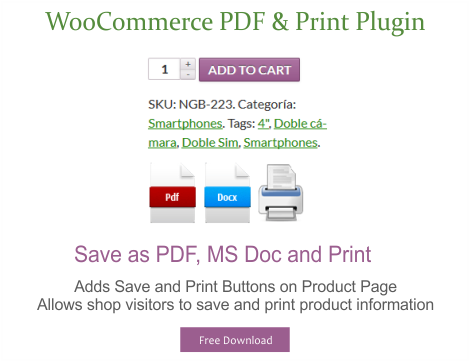 WooCommerce PDF & Print Plugin
1 + -
ADD TO CART
SKU: NGB-223. Categoría:
Smartphones. Tags: 4", Doble cá-
mara, Doble Sim, Smartphones.
Pdf Docx
Save as PDF, MS Doc and Print
Adds Save and Print Buttons on Product Page
Allows shop visitors to save and print product information
Free Download